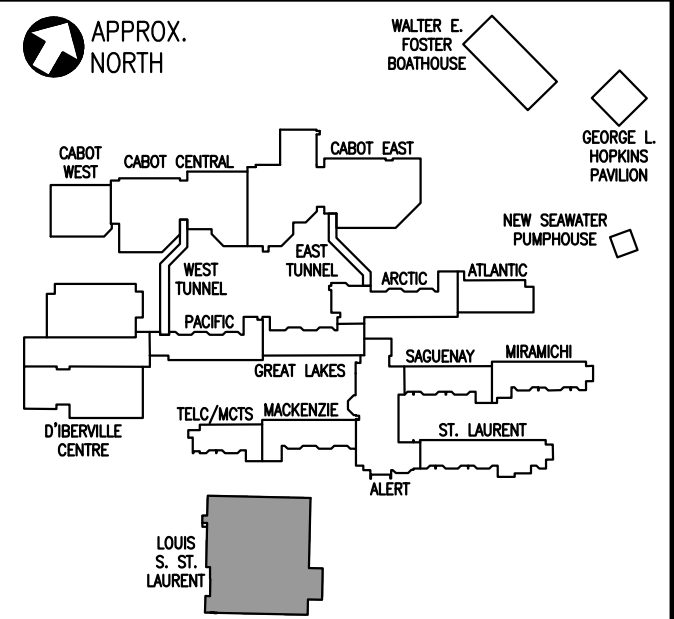 APPROX.
NORTH
WALTER E.
FOSTER
BOATHOUSE
GEORGE L.
HOPKINS
PAVILION
CABOT
WEST
CABOT CENTRAL
CABOT EAST
NEW SEAWATER
PUMPHOUSE
WEST
TUNNEL
EAST
TUNNEL
ARCTIC
ATLANTIC
PACIFIC
GREAT LAKES
SAGUENAY
MIRAMICHI
D'IBERVILLE
CENTRE
TELC/MCTS
MACKENZIE
ST. LAURENT
ALERT
LOUIS
S. ST.
LAURENT